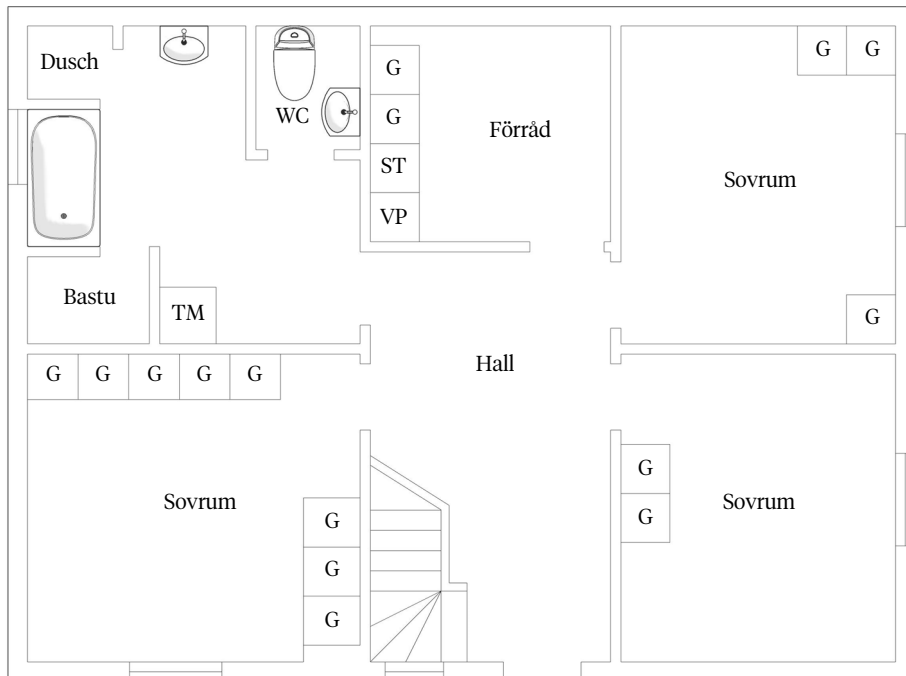 G G
Dusch
G
G
WC
Förråd
ST
Sovrum
VP
Bastu
TM
G
Hall
G G G G G
G
Sovrum
Sovrum
G
G
G
G